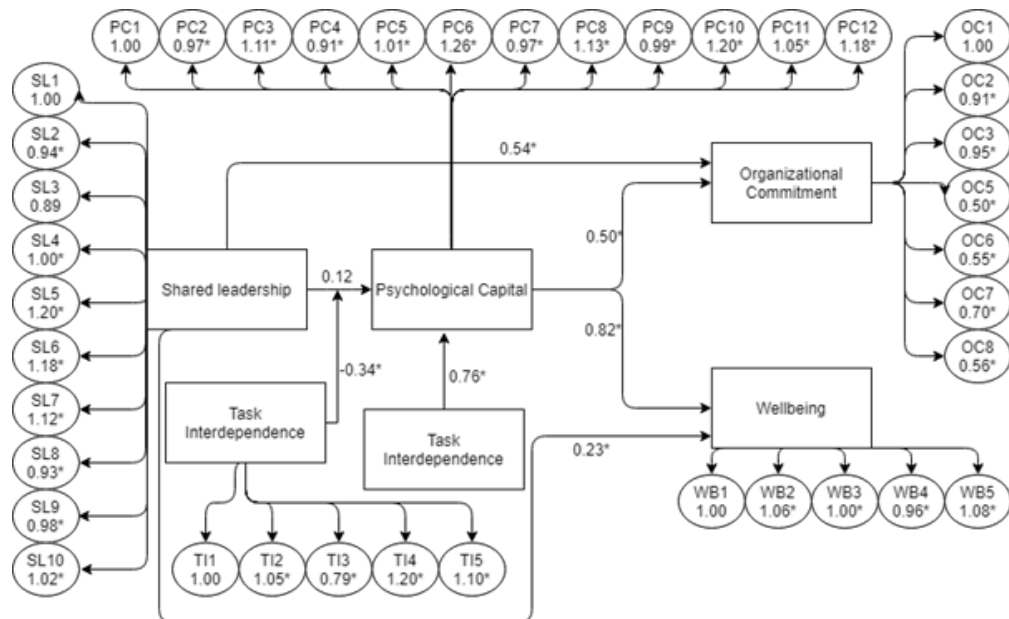 PC1
1.00
PC2
0.97*
PC3
1.11*
PC4
0.91*
PC5
1.01*
PC6
1.26*
PC7
0.97*
PC8
1.13*
PC9
0.99*
PC10
1.20*
PC11
1.05*
PC12
1.18*
OC1
1.00
OC2
0.91*
OC3
0.95*
OC5
0.50*
OC6
0.55*
OC7
0.70*
OC8
0.56*
SL1
1.00
SL2
0.94*
SL3
0.89
SL4
1.00*
SL5
1.20*
SL6
1.18*
SL7
1.12*
SL8
0.93*
SL9
0.98*
SL10
1.02*
0.54*
Organizational
Commitment
0.50*
Shared leadership
0.12
Psychological Capital
0.82*
-0.34*
0.76*
Task
Interdependence
Task
Interdependence
Wellbeing
0.23*
WB1
1.00
WB2
1.06*
WB3
1.00*
WB4
0.96*
WB5
1.08*
TI1
1.00
TI2
1.05*
TI3
0.79*
TI4
1.20*
TI5
1.10*